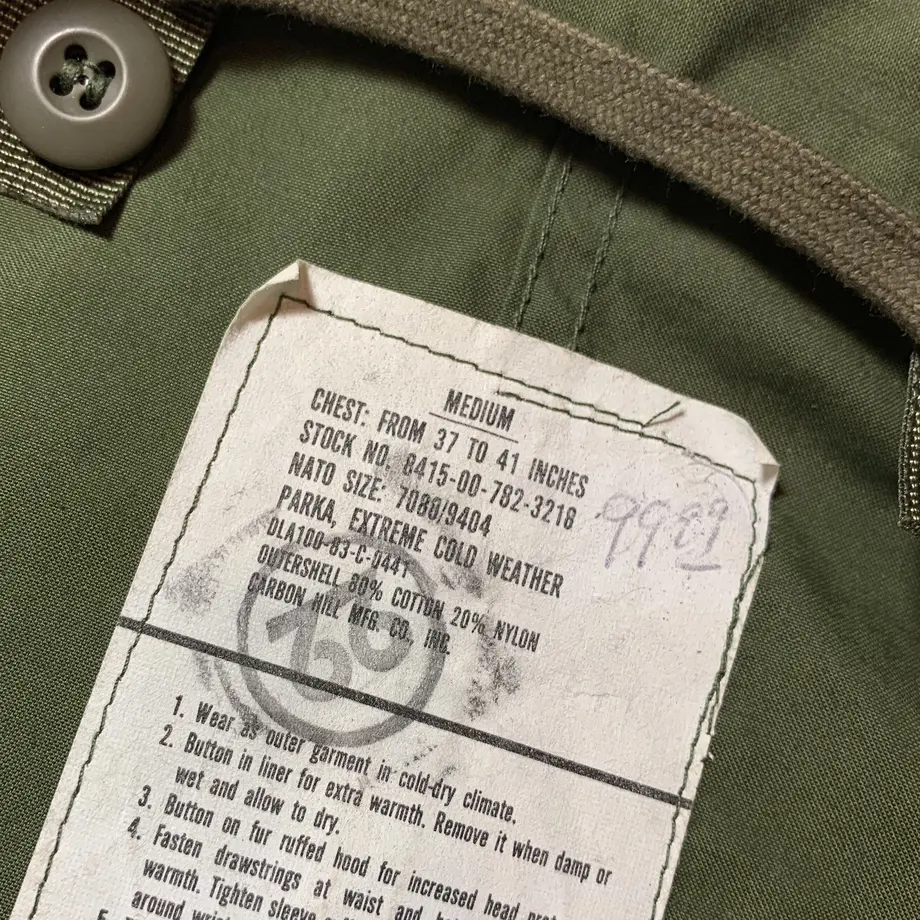 MEDIUM
CHEST: FROM 37 TO 41 INCHES
STOCK NO. 8415-00-782-3218
NATO SIZE: 7080/9404
PARKA, EXTREME COLD WEATHER
DLA100-83-C-0441
OUTERSHELL 80% COTTON 20% NYLON
CARBON HILL MFG. CO. INC.
1. Wear as outer garment in cold-dry climate.
2. Button in liner for extra warmth. Remove it when damp or
wet and allow to dry.
3. Button on fur ruffed hood for increased head
4. Fasten drawstrings at waist and
warmth. Tighten sleeve
around
5.